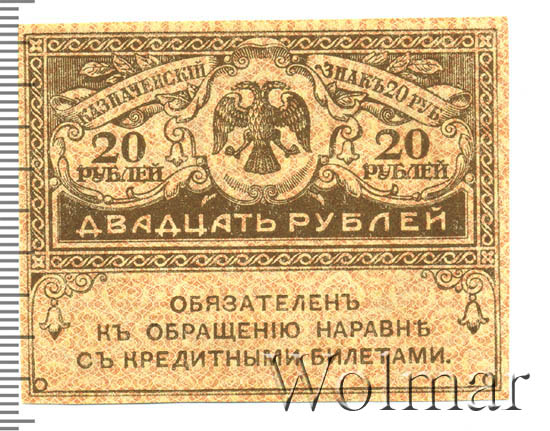 КАЗНАЧЕЙСКІЙ ЗНАКЪ 20 РУБ.
20 РУБЛЕЙ
20 РУБЛЕЙ
ДВАДЦАТЬ РУБЛЕЙ
ОБЯЗАТЕЛЕНЪ
КЪ ОБРАЩЕНІЮ НАРАВНѢ
СЪ КРЕДИТНЫМИ БИЛЕТАМИ.
Wolmar